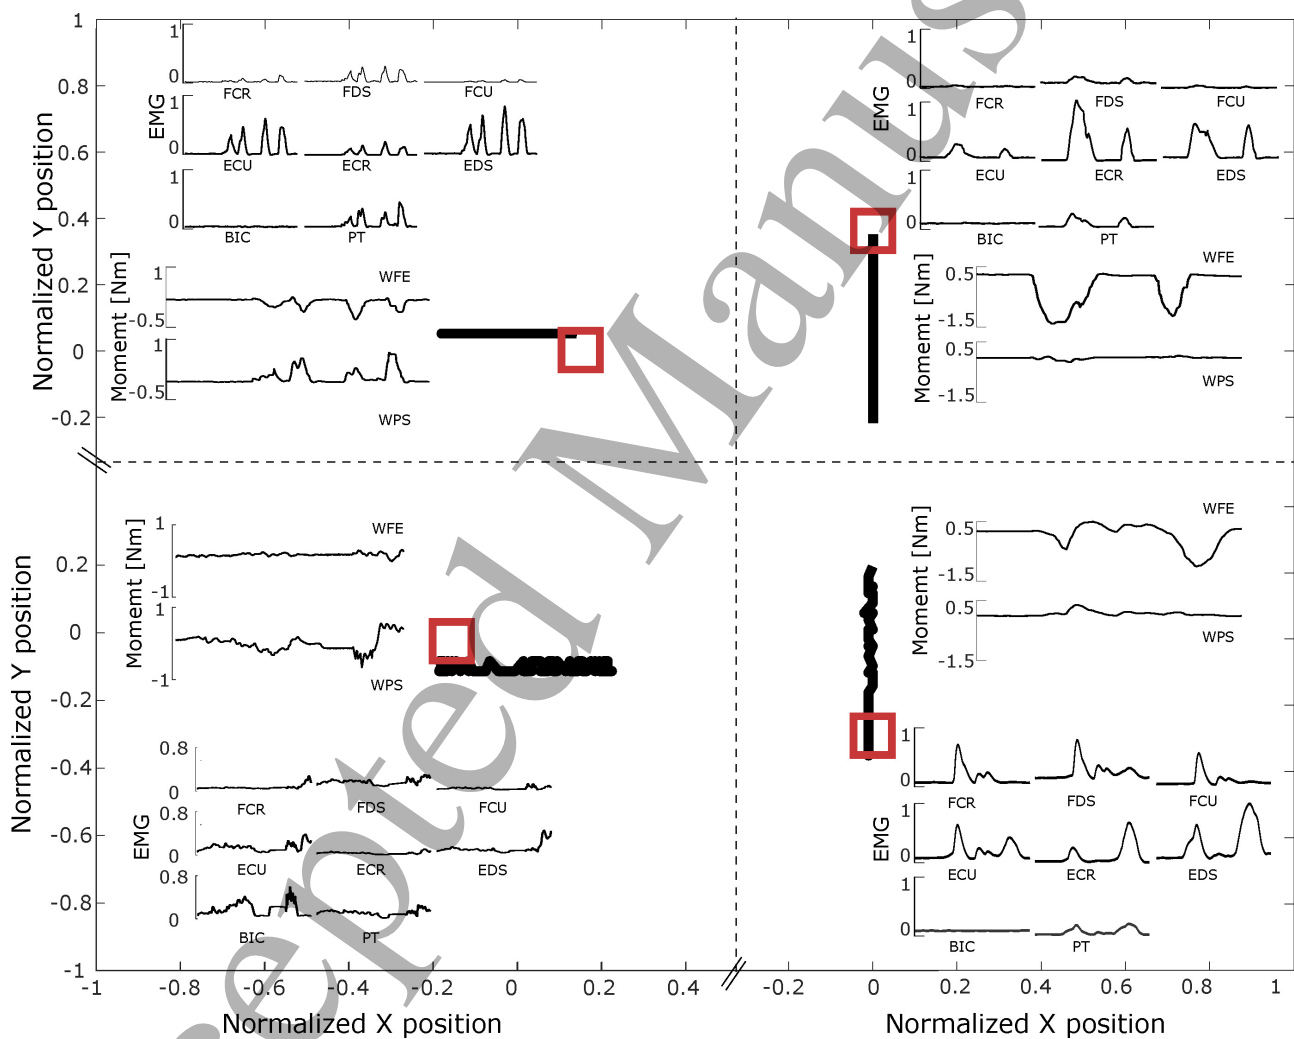 1
0.8
0.6
0.4
0.2
0
-0.2
Normalized Y position
EMG
1
0
FCR
FDS
FCU
1
0
ECU
ECR
EDS
1
0
BIC
PT
Momemt [Nm]
1
-0.5
WFE
1
-0.5
WPS
EMG
1
0
FCR
FDS
FCU
1
0
ECU
ECR
EDS
1
0
BIC
PT
Momemt [Nm]
0.5
-1.5
WFE
0.5
-1.5
WPS
0.2
0
-0.2
-0.4
-0.6
-0.8
-1
Normalized Y position
Momemt [Nm]
1
-1
WFE
1
-1
WPS
EMG
0.8
0
FCR
FDS
FCU
0.8
0
ECU
ECR
EDS
0.8
0
BIC
PT
Momemt [Nm]
0.5
-1.5
WFE
0.5
-1.5
WPS
EMG
1
0
FCR
FDS
FCU
1
0
ECU
ECR
EDS
1
0
BIC
PT
-1
-0.8
-0.6
-0.4
-0.2
0
0.2
0.4
-0.2
0
0.2
0.4
0.6
0.8
1
Normalized X position
Normalized X position
epted Manus